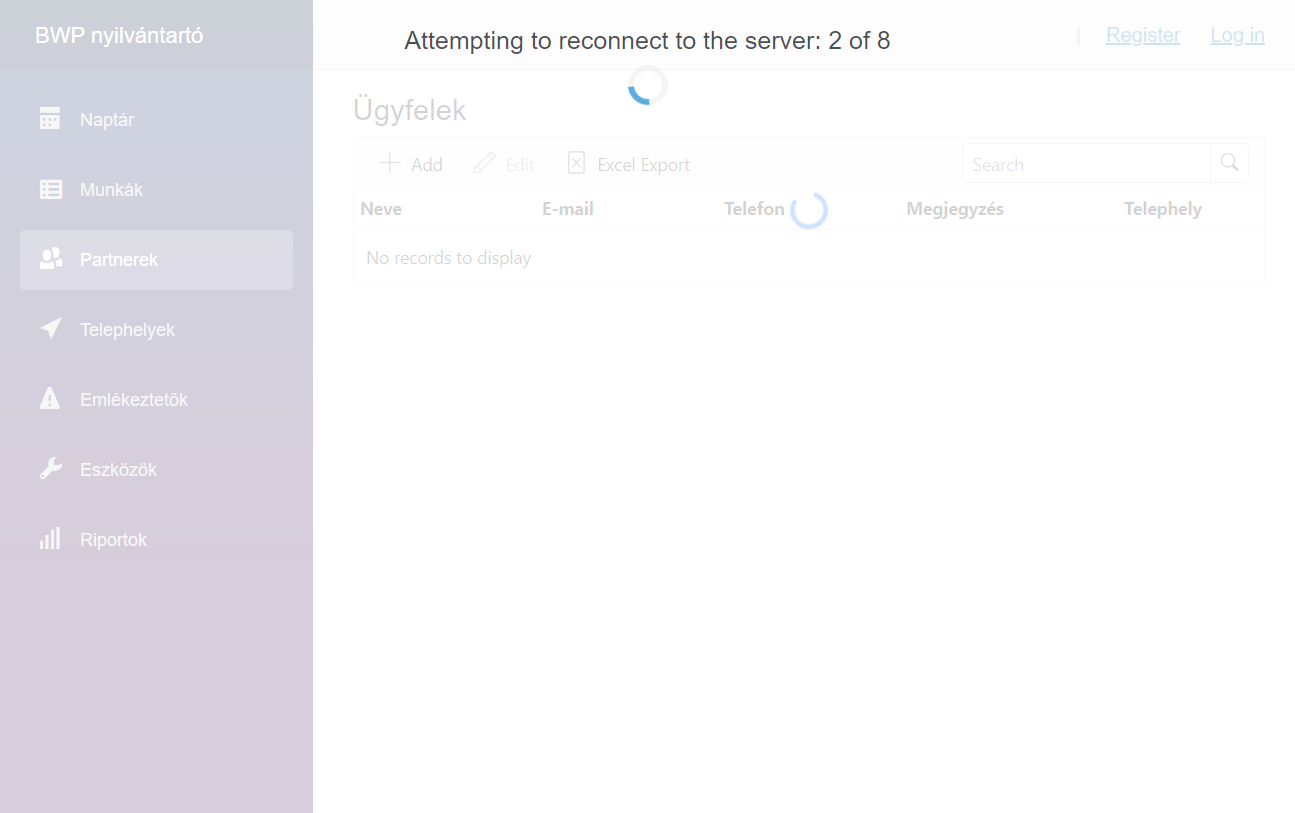 BWP nyilvántartó
Naptár
Munkák
Partnerek
Telephelyek
Emlékeztetők
Eszközök
Riportok
Attempting to reconnect to the server: 2 of 8
| Register Log in
Ügyfelek
Add Edit Excel Export Search
Neve E-mail Telefon Megjegyzés Telephely
No records to display